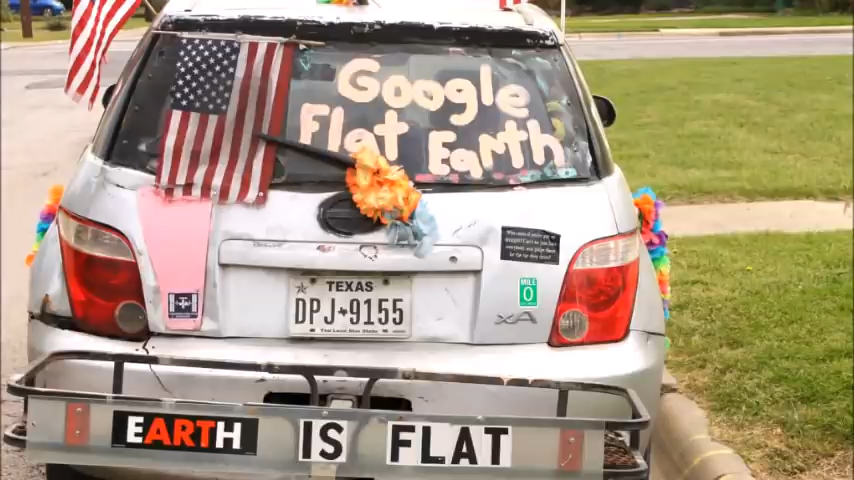 Google
Flat Earth
TEXAS
DPJ★9155
The Lone Star State
MILE
0
xA
EARTH IS FLAT